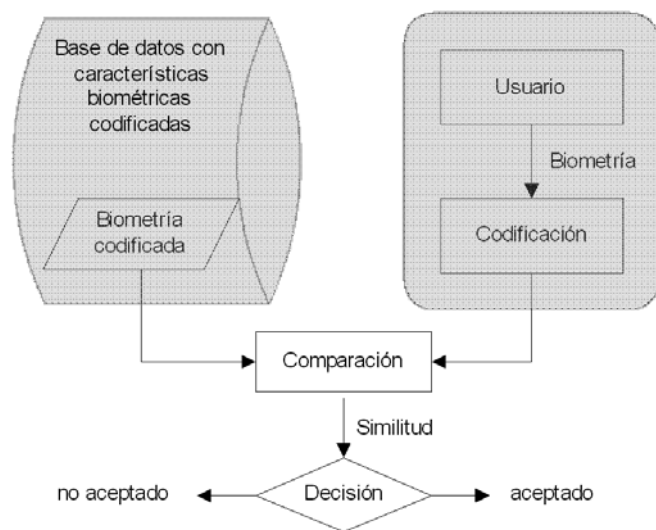 Base de datos con
características
biométricas
codificadas
Biometría
codificada
Usuario
Biometría
Codificación
Comparación
Similitud
no aceptado
Decisión
aceptado